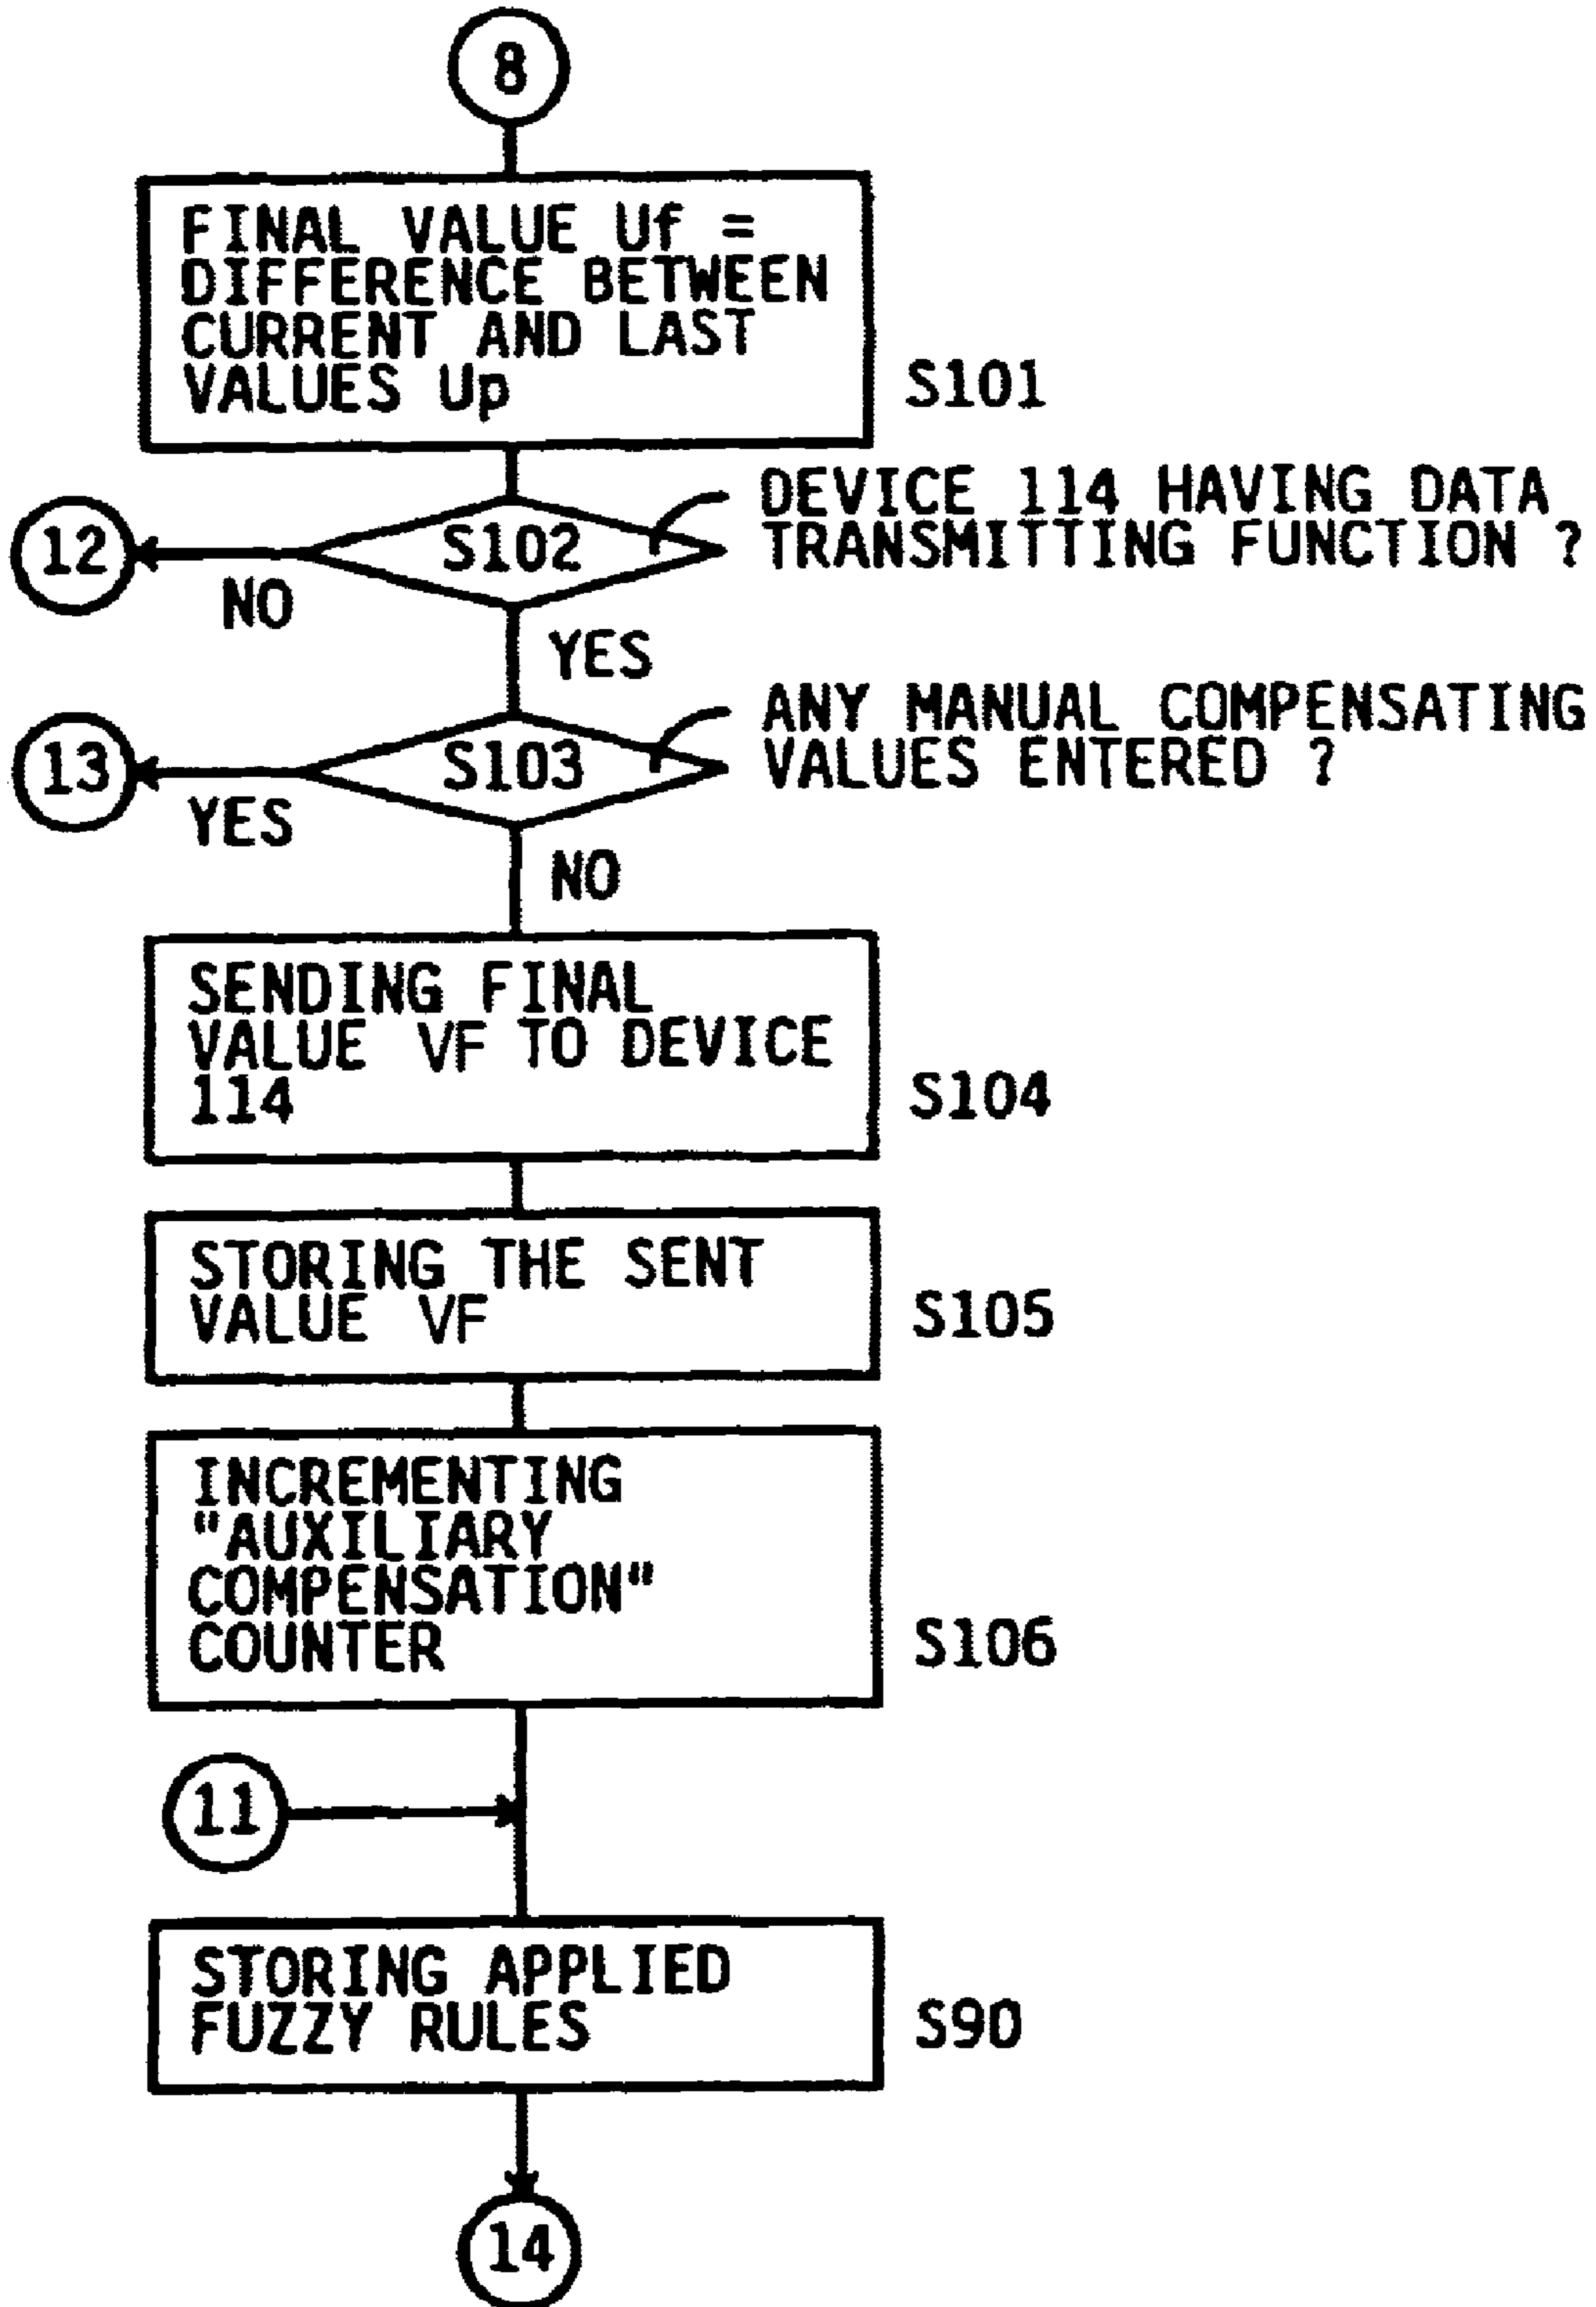 8
FINAL VALUE Uf =
DIFFERENCE BETWEEN
CURRENT AND LAST
VALUES Up
S101
DEVICE 114 HAVING DATA
TRANSMITTING FUNCTION ?
S102
12
NO
YES
ANY MANUAL COMPENSATING
VALUES ENTERED ?
S103
13
YES
NO
SENDING FINAL
VALUE VF TO DEVICE
114
S104
STORING THE SENT
VALUE VF
S105
INCREMENTING
"AUXILIARY
COMPENSATION"
COUNTER
S106
11
STORING APPLIED
FUZZY RULES
S90
14